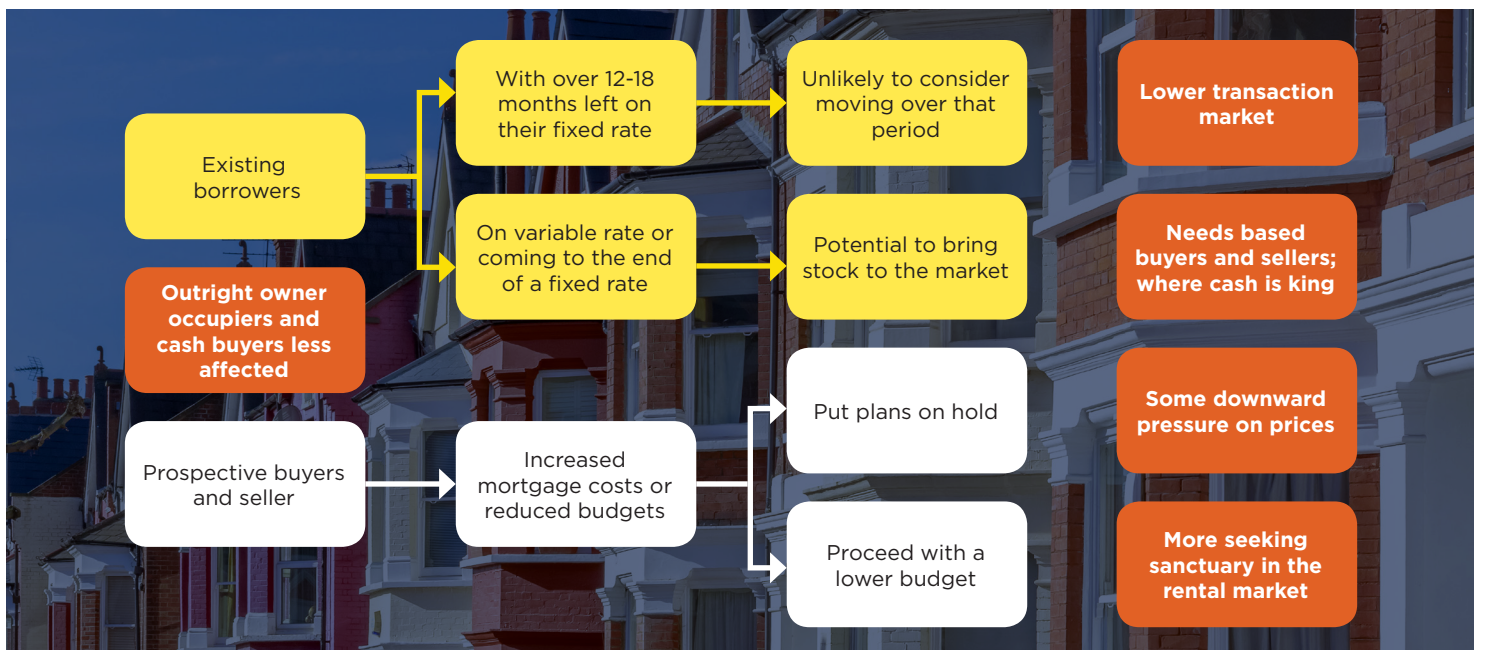 Existing
borrowers
Outright owner
occupiers and
cash buyers less
affected
Prospective buyers
and seller
With over 12-18
months left on
their fixed rate
On variable rate or
coming to the end
of a fixed rate
Increased
mortgage costs or
reduced budgets
Unlikely to consider
moving over that
period
Potential to bring
stock to the market
Put plans on hold
Proceed with a
lower budget
Lower transaction
market
Needs based
buyers and sellers;
where cash is king
Some downward
pressure on prices
More seeking
sanctuary in the
rental market